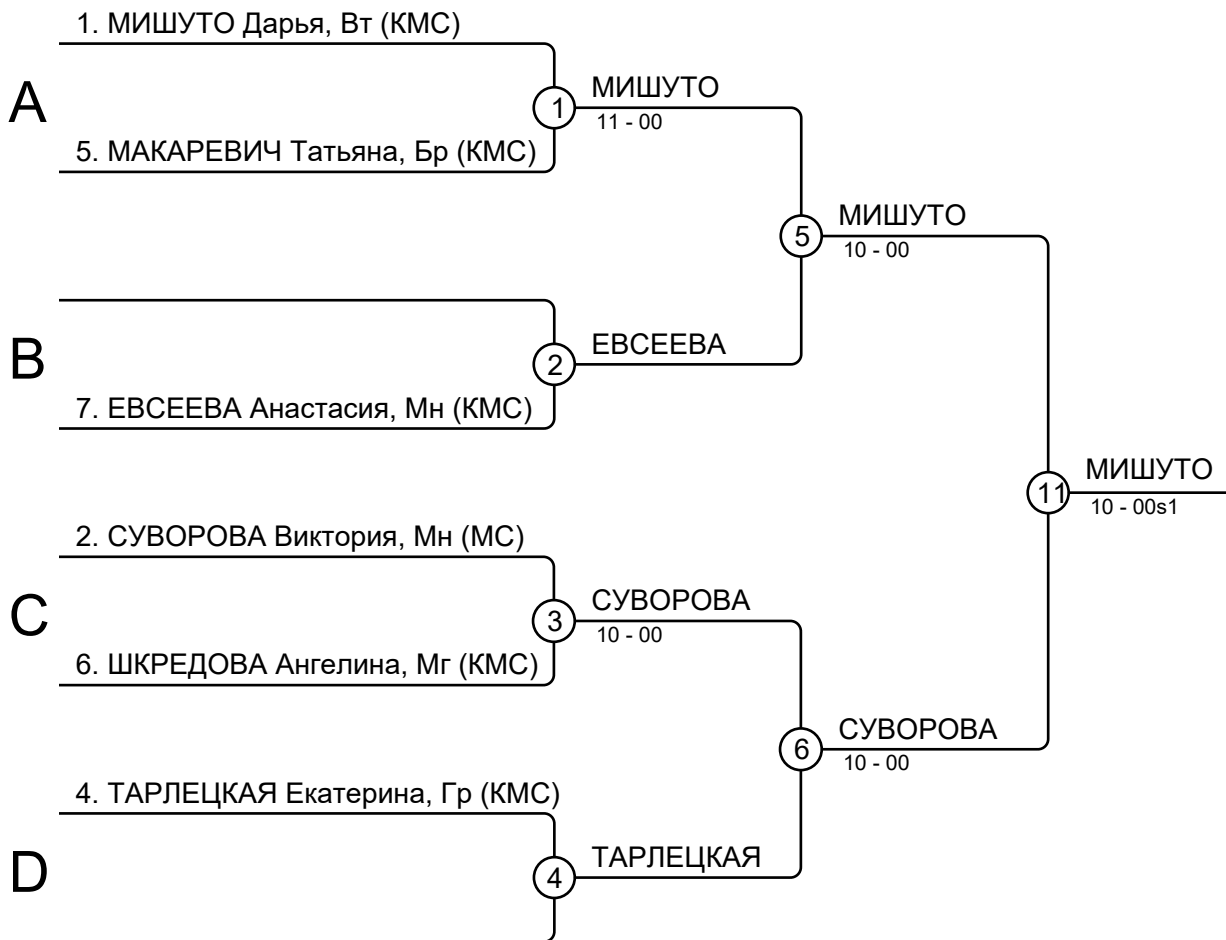 1. МИШУТО Дарья, Вт (КМС)
A
1
МИШУТО
11 - 00
5. МАКАРЕВИЧ Татьяна, Бр (КМС)
5
МИШУТО
10 - 00
B
2
ЕВСЕЕВА
7. ЕВСЕЕВА Анастасия, Мн (КМС)
11
МИШУТО
10 - 00s1
2. СУВОРОВА Виктория, Мн (МС)
C
3
СУВОРОВА
10 - 00
6. ШКРЕДОВА Ангелина, Мг (КМС)
6
СУВОРОВА
10 - 00
4. ТАРЛЕЦКАЯ Екатерина, Гр (КМС)
D
4
ТАРЛЕЦКАЯ